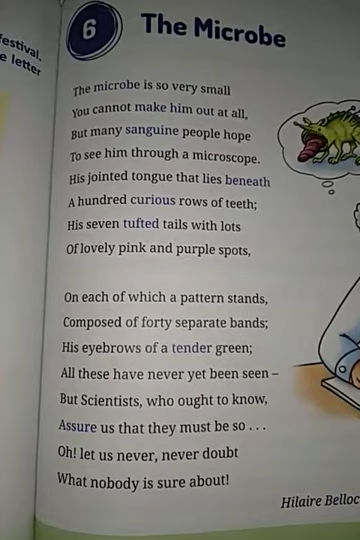 festival,
e letter
6
The Microbe
The microbe is so very small
You cannot make him out at all,
But many sanguine people hope
To see him through a microscope.
His jointed tongue that lies beneath
A hundred curious rows of teeth;
His seven tufted tails with lots
Of lovely pink and purple spots,
On each of which a pattern stands,
Composed of forty separate bands;
His eyebrows of a tender green;
All these have never yet been seen –
But Scientists, who ought to know,
Assure us that they must be so . . .
Oh! let us never, never doubt
What nobody is sure about!
Hilaire Belloc